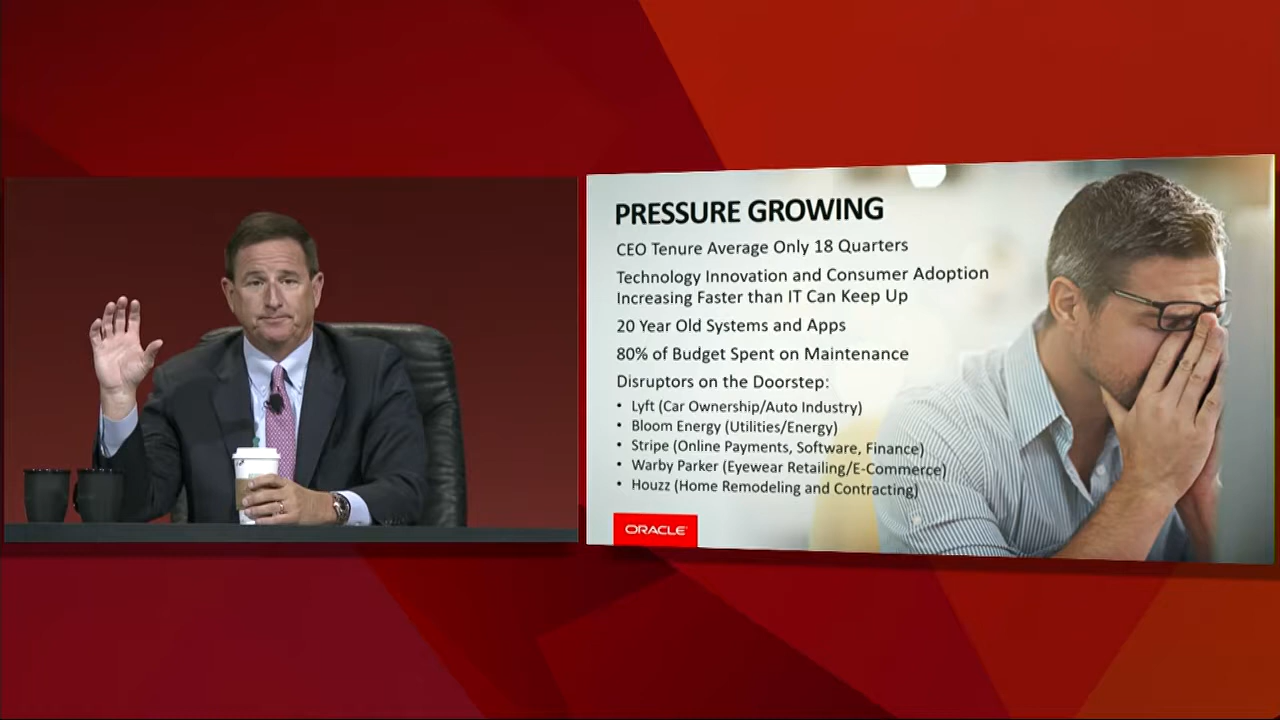 PRESSURE GROWING
CEO Tenure Average Only 18 Quarters
Technology Innovation and Consumer Adoption
Increasing Faster than IT Can Keep Up
20 Year Old Systems and Apps
80% of Budget Spent on Maintenance
Disruptors on the Doorstep:
• Lyft (Car Ownership/Auto Industry)
• Bloom Energy (Utilities/Energy)
• Stripe (Online Payments, Software, Finance)
• Warby Parker (Eyewear Retailing/E-Commerce)
• Houzz (Home Remodeling and Contracting)
ORACLE